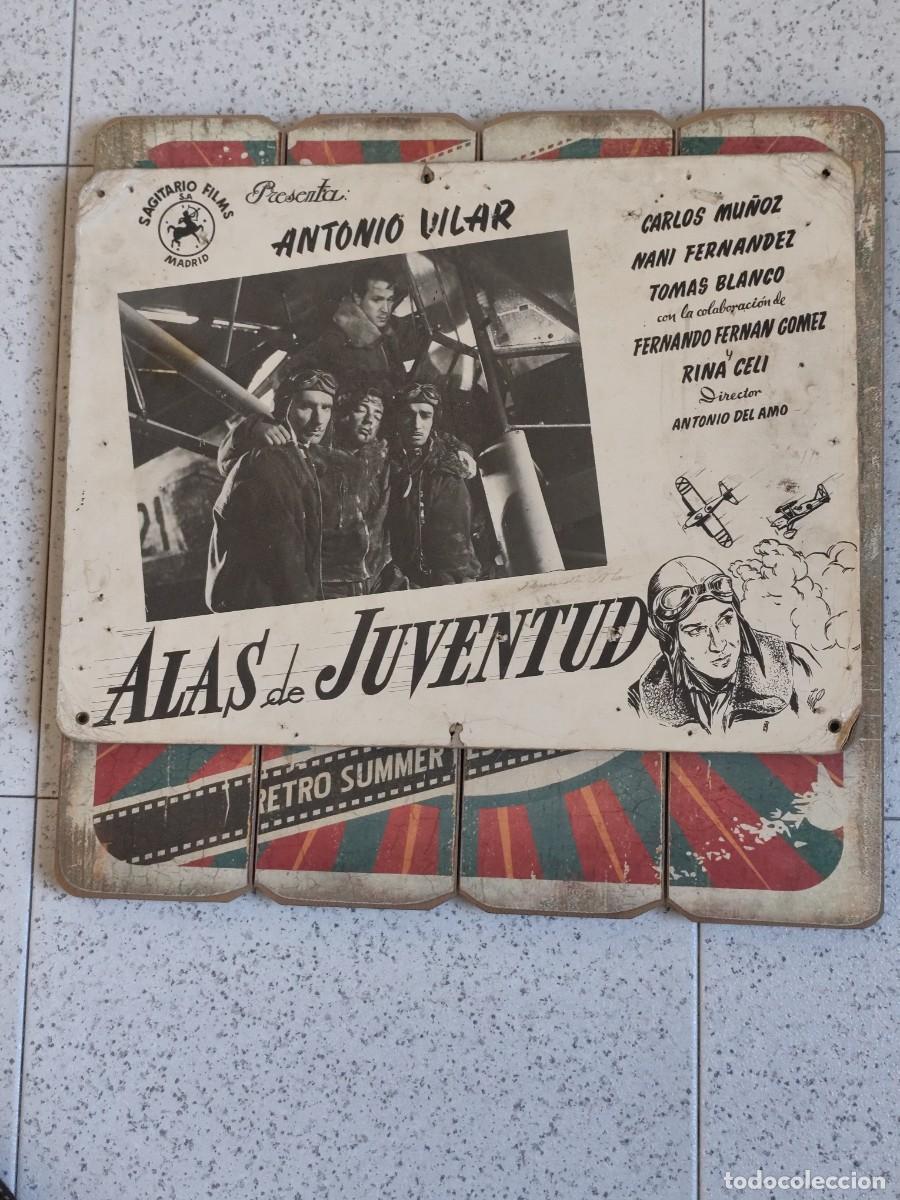 SAGITARIO FILMS
S.A
MADRID
Presenta:
ANTONIO VILAR
CARLOS MUÑOZ
NANI FERNANDEZ
TOMAS BLANCO
con la colaboración de
FERNANDO FERNAN GOMEZ
y
RINA CELI
Director
ANTONIO DEL AMO
ALAS de JUVENTUD
RETRO SUMMER
todocoleccion